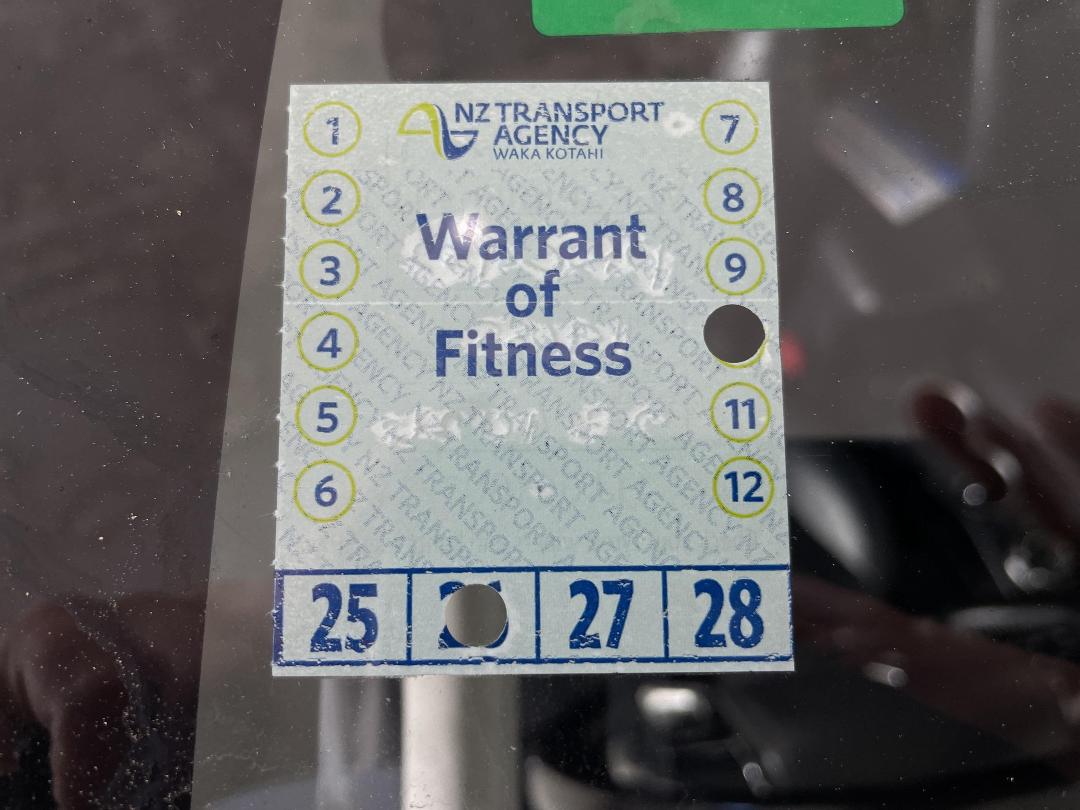 NZ TRANSPORT
AGENCY
WAKA KOTAHI
1
2
3
4
5
6
7
8
9
11
12
Warrant
of
Fitness
25 27 28